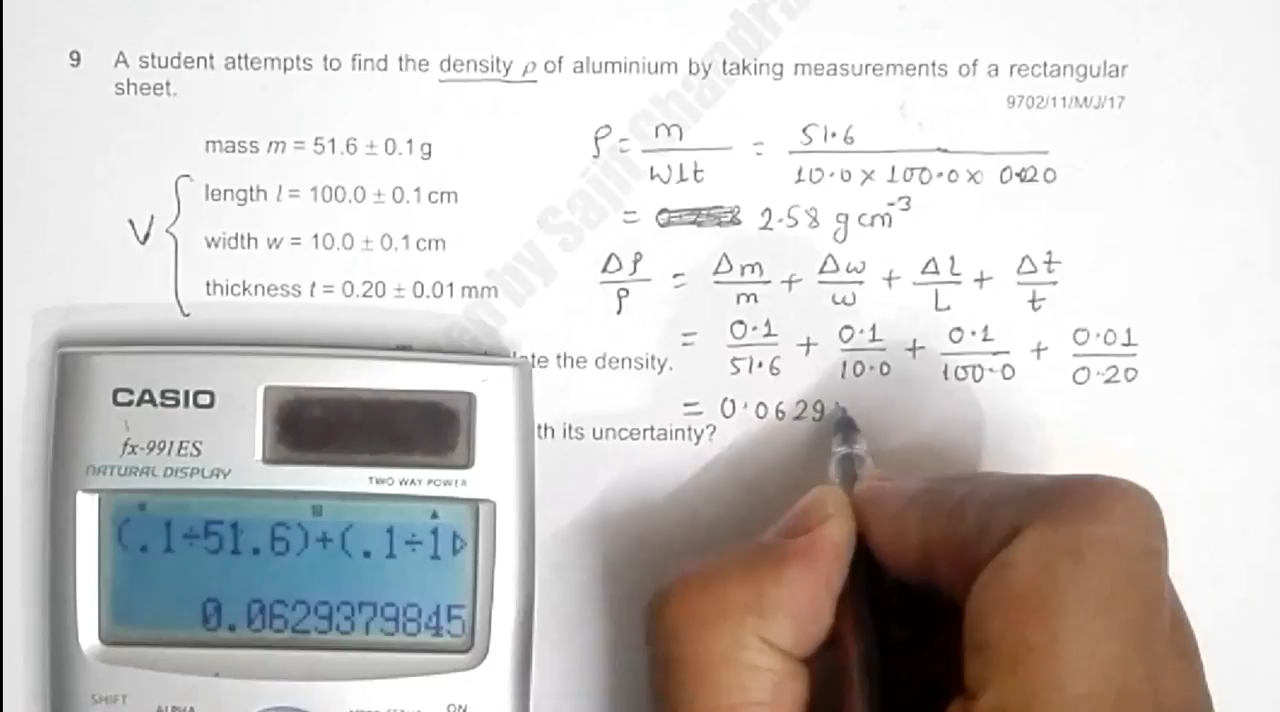 9 A student attempts to find the density ρ of aluminium by taking measurements of a rectangular
sheet.
9702/11/M/J/17
mass m = 51.6 ± 0.1 g
length l = 100.0 ± 0.1 cm
width w = 10.0 ± 0.1 cm
thickness t = 0.20 ± 0.01 mm
V
ρ = m / wlt = 51.6 / 10.0 × 100.0 × 0.020
= 2.58 g cm⁻³
Δρ/ρ = Δm/m + Δw/w + ΔL/L + Δt/t
= 0.1/51.6 + 0.1/10.0 + 0.1/100.0 + 0.01/0.20
te the density.
= 0.0629
th its uncertainty?
CASIO
fx-991ES
NATURAL DISPLAY
TWO WAY POWER
(.1÷51.6)+(.1÷1
0.0629379845
SHIFT
ALPHA
ON
by Sajit Chandra